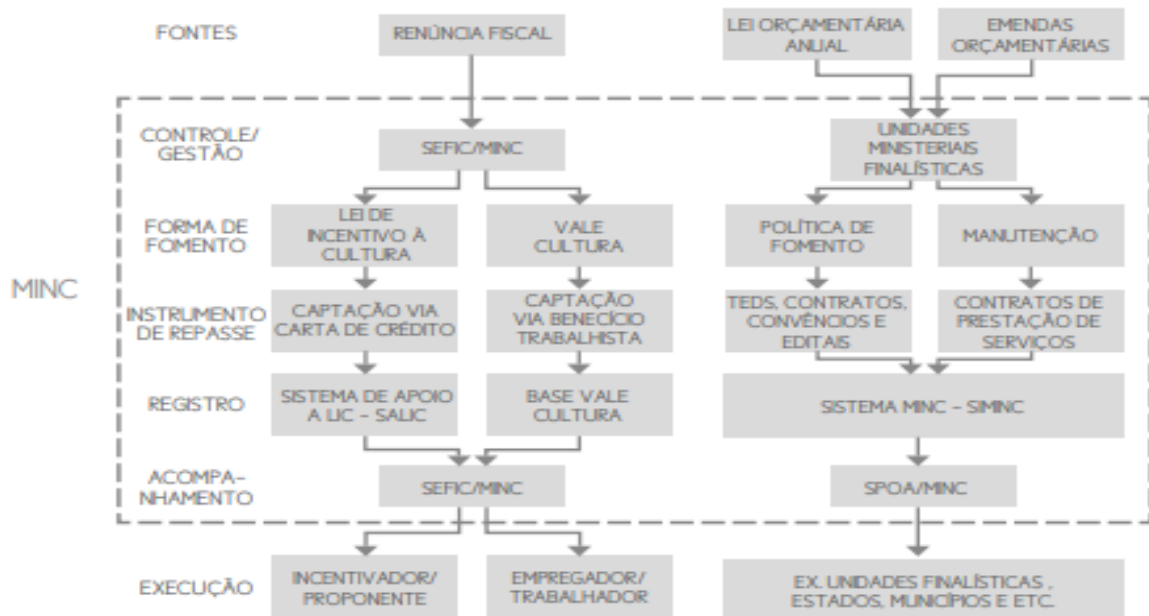 FONTES
RENÚNCIA FISCAL
LEI ORÇAMENTÁRIA
ANUAL
EMENDAS
ORÇAMENTÁRIAS
CONTROLE/
GESTÃO
SEFIC/MINC
UNIDADES
MINISTERIAIS
FINALÍSTICAS
FORMA DE
FOMENTO
LEI DE
INCENTIVO À
CULTURA
VALE
CULTURA
POLÍTICA DE
FOMENTO
MANUTENÇÃO
MINC
INSTRUMENTO
DE REPASSE
CAPTAÇÃO VIA
CARTA DE CRÉDITO
CAPTAÇÃO
VIA BENECÍCIO
TRABALHISTA
TEDS, CONTRATOS,
CONVÊNCIOS E
EDITAIS
CONTRATOS DE
PRESTAÇÃO DE
SERVIÇOS
REGISTRO
SISTEMA DE APOIO
A LIC – SALIC
BASE VALE
CULTURA
SISTEMA MINC – SIMINC
ACOMPA-
NHAMENTO
SEFIC/MINC
SPOA/MINC
EXECUÇÃO
INCENTIVADOR/
PROPONENTE
EMPREGADOR/
TRABALHADOR
EX. UNIDADES FINALÍSTICAS ,
ESTADOS, MUNICÍPIOS E ETC.